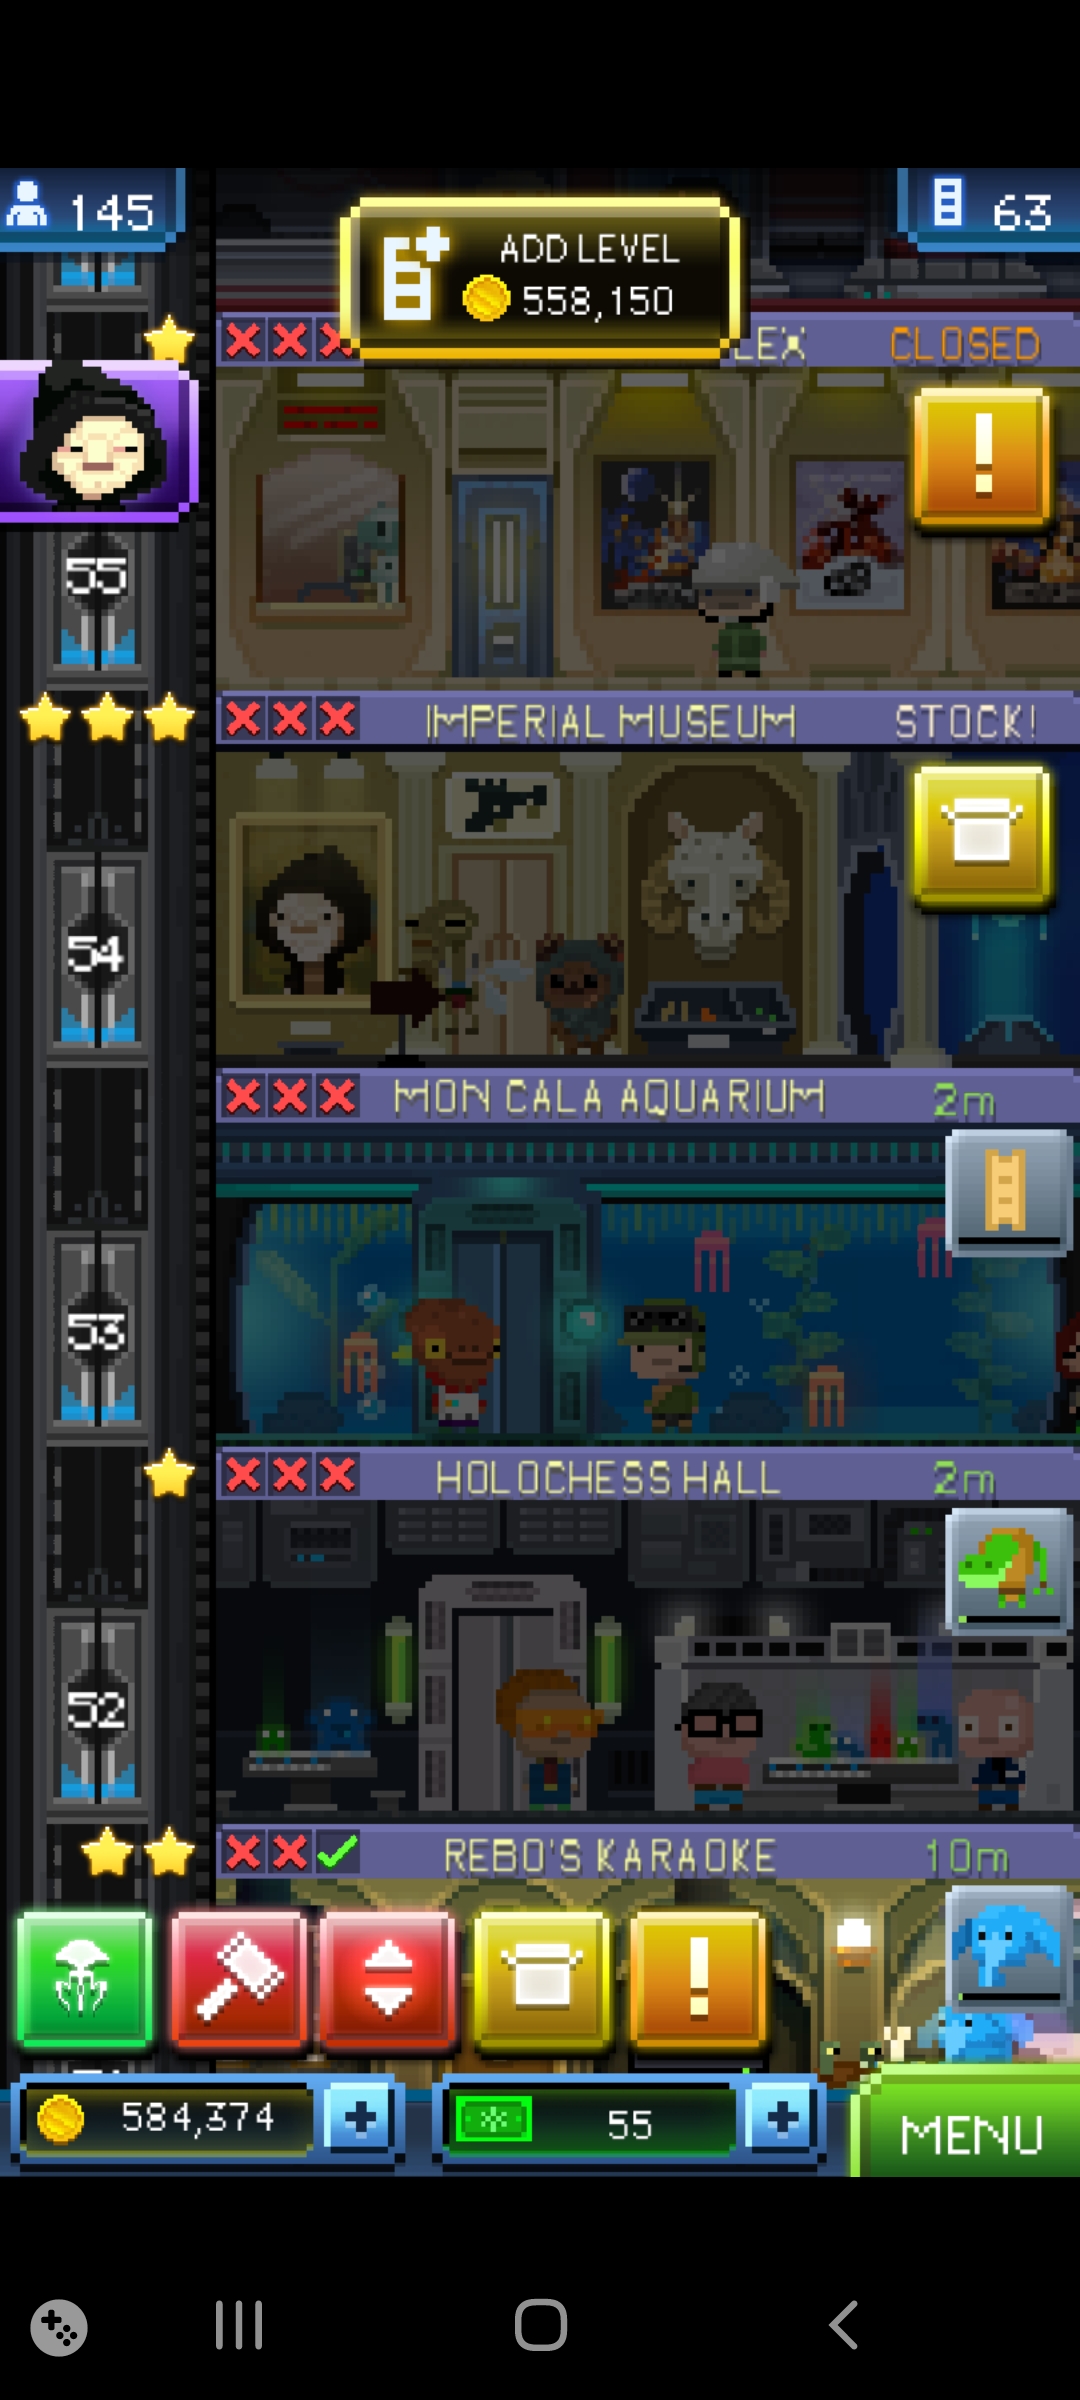 145
63
ADD LEVEL
558,150
LEX CLOSED
55
IMPERIAL MUSEUM STOCK!
54
MON CALA AQUARIUM 2m
53
HOLOCHESS HALL 2m
52
REBO'S KARAOKE 10m
584,374
55
MENU